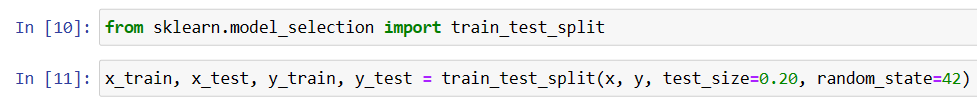 In [10]: from sklearn.model_selection import train_test_split
In [11]: x_train, x_test, y_train, y_test = train_test_split(x, y, test_size=0.20, random_state=42)